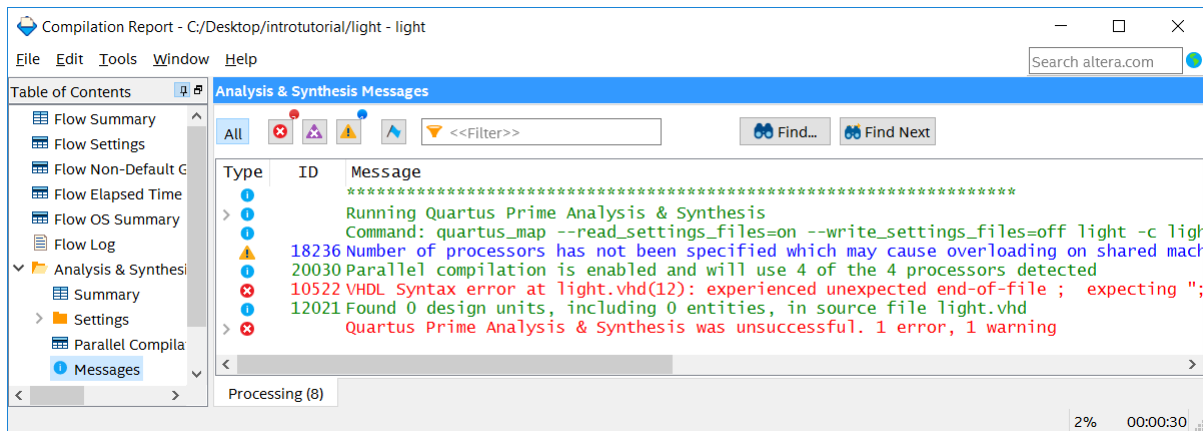 Compilation Report - C:/Desktop/introtutorial/light - light
File Edit Tools Window Help
Search altera.com
Table of Contents
Flow Summary
Flow Settings
Flow Non-Default G
Flow Elapsed Time
Flow OS Summary
Flow Log
Analysis & Synthesi
Summary
Settings
Parallel Compila
Messages
Analysis & Synthesis Messages
All <<Filter>> Find... Find Next
Type ID Message
**********************************************************************
Running Quartus Prime Analysis & Synthesis
Command: quartus_map --read_settings_files=on --write_settings_files=off light -c ligh
18236 Number of processors has not been specified which may cause overloading on shared mach
20030 Parallel compilation is enabled and will use 4 of the 4 processors detected
10522 VHDL Syntax error at light.vhd(12): experienced unexpected end-of-file ; expecting ";
12021 Found 0 design units, including 0 entities, in source file light.vhd
Quartus Prime Analysis & Synthesis was unsuccessful. 1 error, 1 warning
Processing (8)
2% 00:00:30